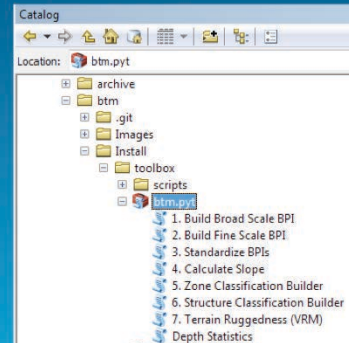 Catalog
Location: btm.pyt
archive
btm
.git
Images
Install
toolbox
scripts
btm.pyt
1. Build Broad Scale BPI
2. Build Fine Scale BPI
3. Standardize BPIs
4. Calculate Slope
5. Zone Classification Builder
6. Structure Classification Builder
7. Terrain Ruggedness (VRM)
Depth Statistics